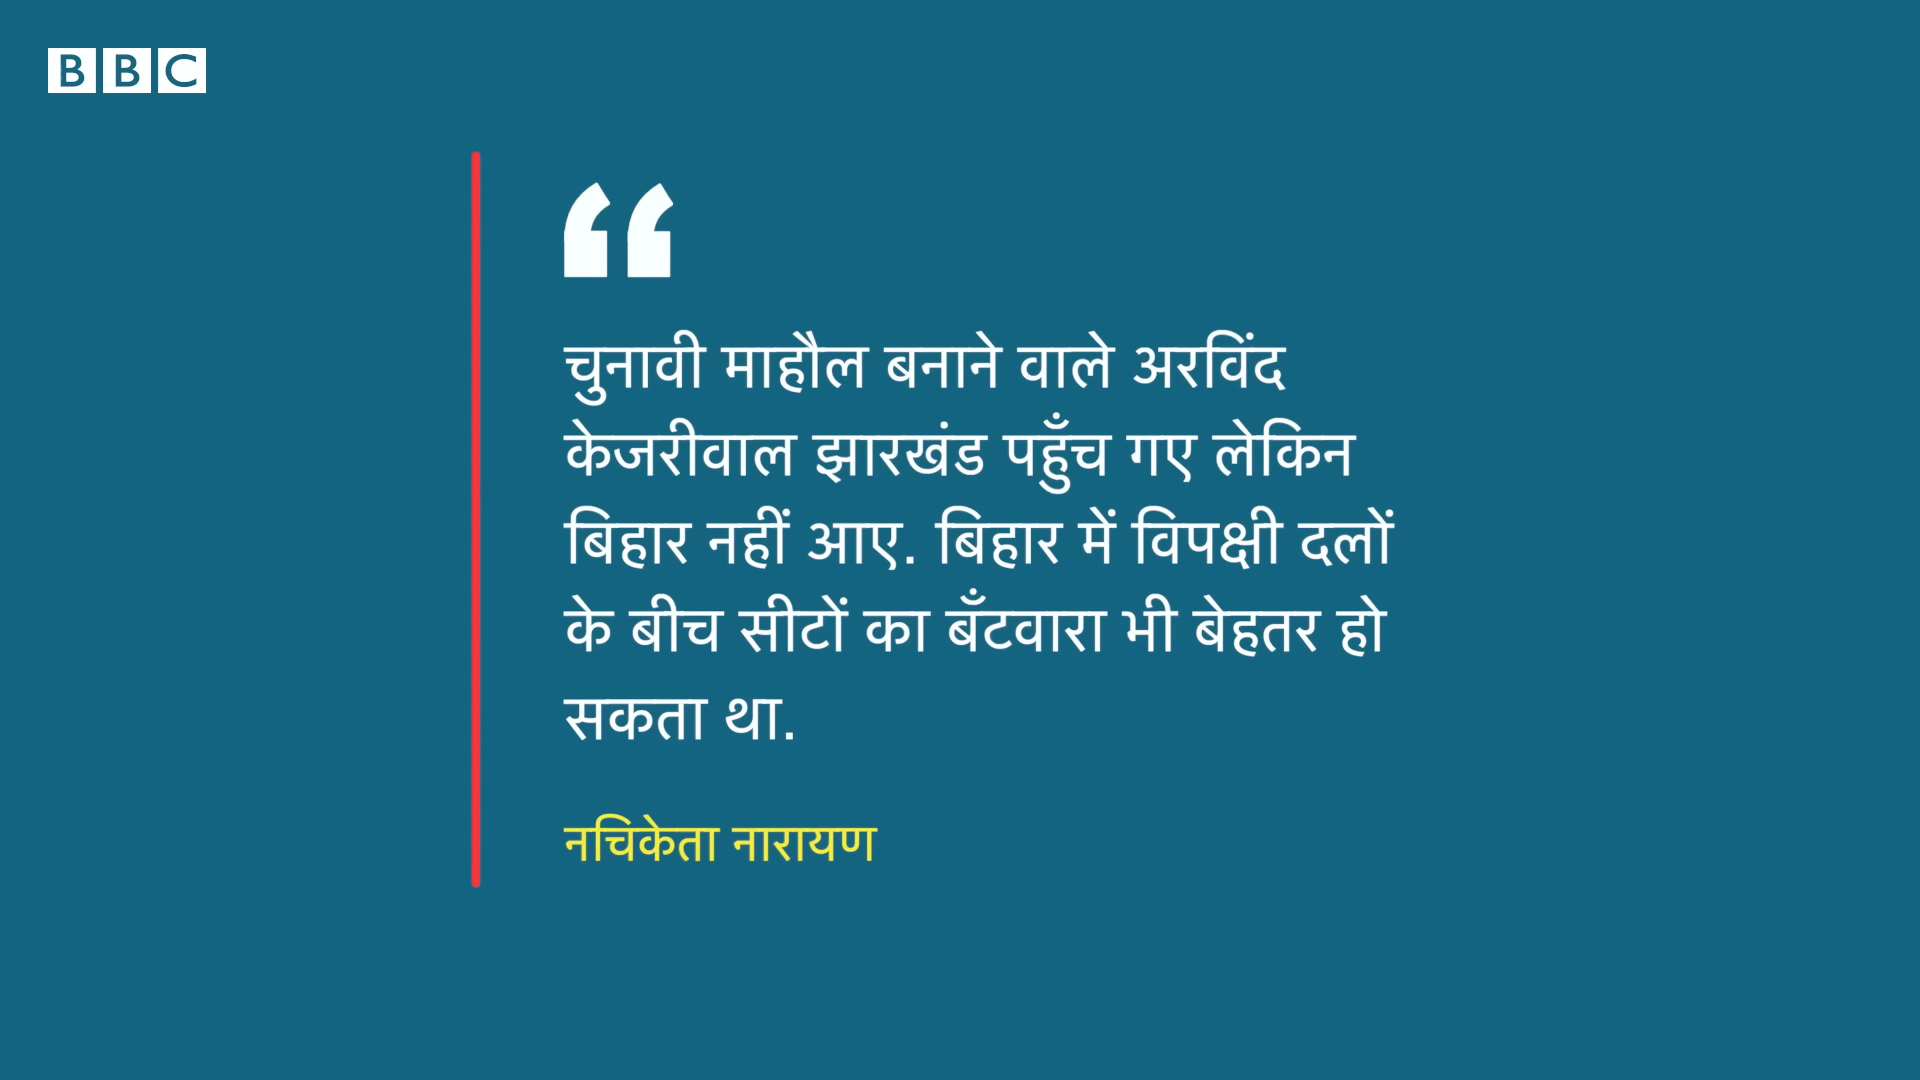 BBC
“
चुनावी माहौल बनाने वाले अरविंद
केजरीवाल झारखंड पहुँच गए लेकिन
बिहार नहीं आए. बिहार में विपक्षी दलों
के बीच सीटों का बँटवारा भी बेहतर हो
सकता था.
नचिकेता नारायण